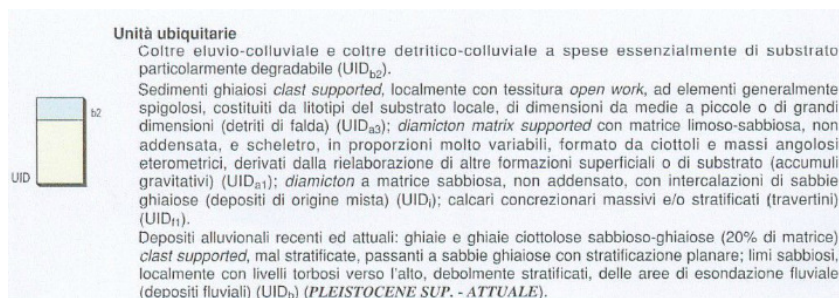 Unità ubiquitarie
Coltre eluvio-colluviale e coltre detritico-colluviale a spese essenzialmente di substrato
particolarmente degradabile (UIDb2).
Sedimenti ghiaiosi clast supported, localmente con tessitura open work, ad elementi generalmente
spigolosi, costituiti da litotipi del substrato locale, di dimensioni da medie a piccole o di grandi
dimensioni (detriti di falda) (UIDa3); diamicton matrix supported con matrice limoso-sabbiosa, non
addensata, e scheletro, in proporzioni molto variabili, formato da ciottoli e massi angolosi
eterometrici, derivati dalla rielaborazione di altre formazioni superficiali o di substrato (accumuli
gravitativi) (UIDa1); diamicton a matrice sabbiosa, non addensato, con intercalazioni di sabbie
ghiaiose (depositi di origine mista) (UIDi); calcari concrezionari massivi e/o stratificati (travertini)
(UIDf1).
Depositi alluvionali recenti ed attuali: ghiaie e ghiaie ciottolose sabbioso-ghiaiose (20% di matrice)
clast supported, mal stratificate, passanti a sabbie ghiaiose con stratificazione planare; limi sabbiosi,
localmente con livelli torbosi verso l'alto, debolmente stratificati, delle aree di esondazione fluviale
(depositi fluviali) (UIDb) (PLEISTOCENE SUP. - ATTUALE).
b2
UID